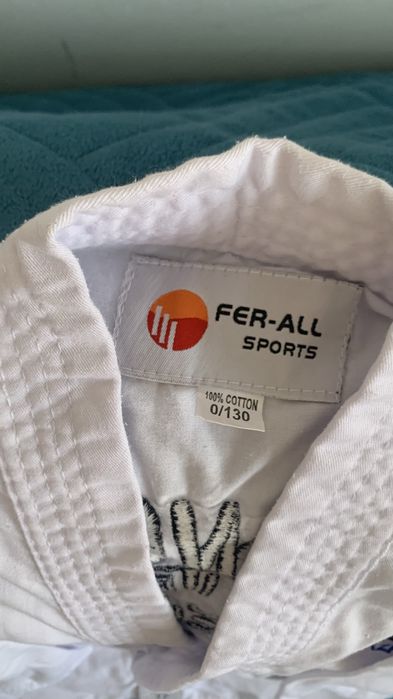 FER-ALL
SPORTS
100% COTTON
0/130